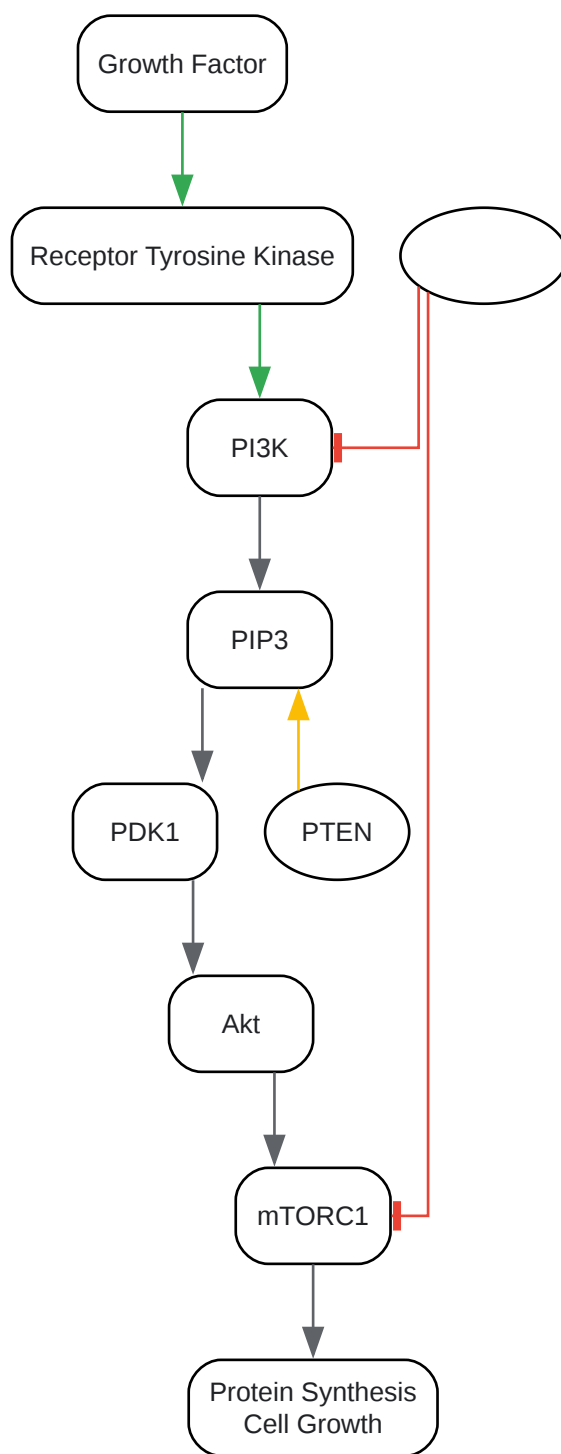 Growth Factor
Receptor Tyrosine Kinase
PI3K
PIP3
PDK1
PTEN
Akt
mTORC1
Protein Synthesis
Cell Growth